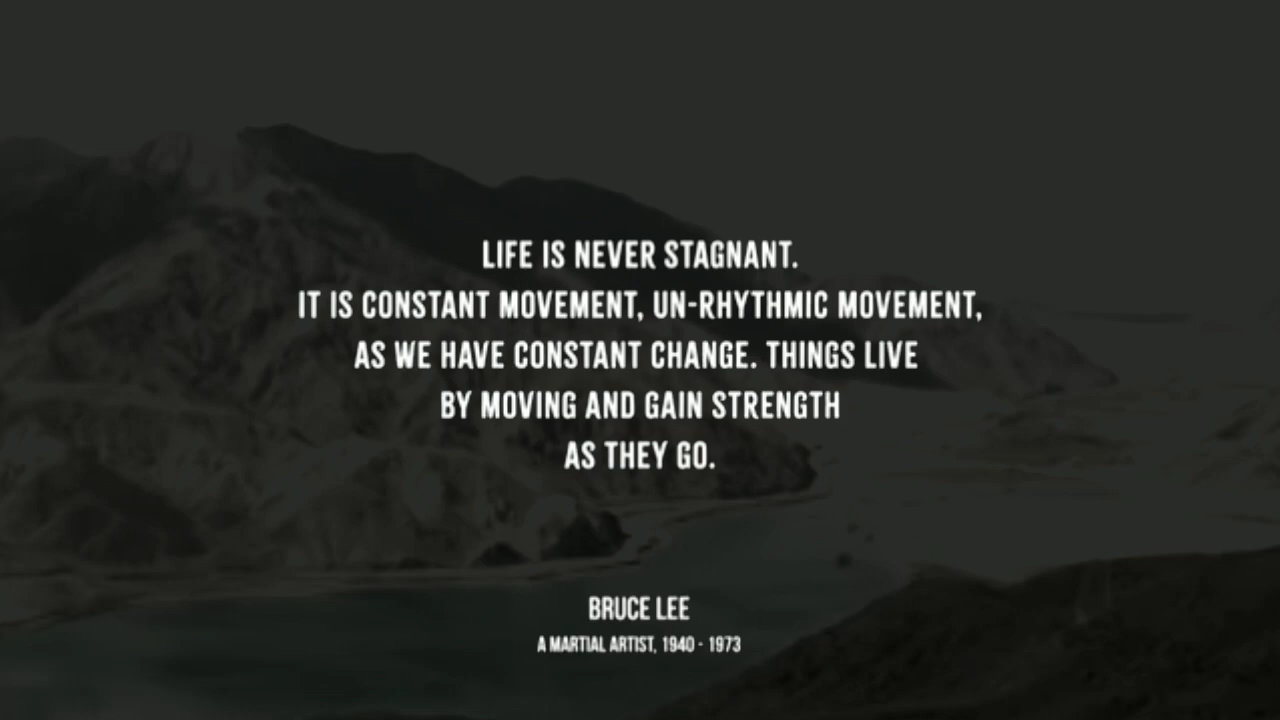 LIFE IS NEVER STAGNANT.
IT IS CONSTANT MOVEMENT, UN-RHYTHMIC MOVEMENT,
AS WE HAVE CONSTANT CHANGE. THINGS LIVE
BY MOVING AND GAIN STRENGTH
AS THEY GO.
BRUCE LEE
A MARTIAL ARTIST, 1940 - 1973